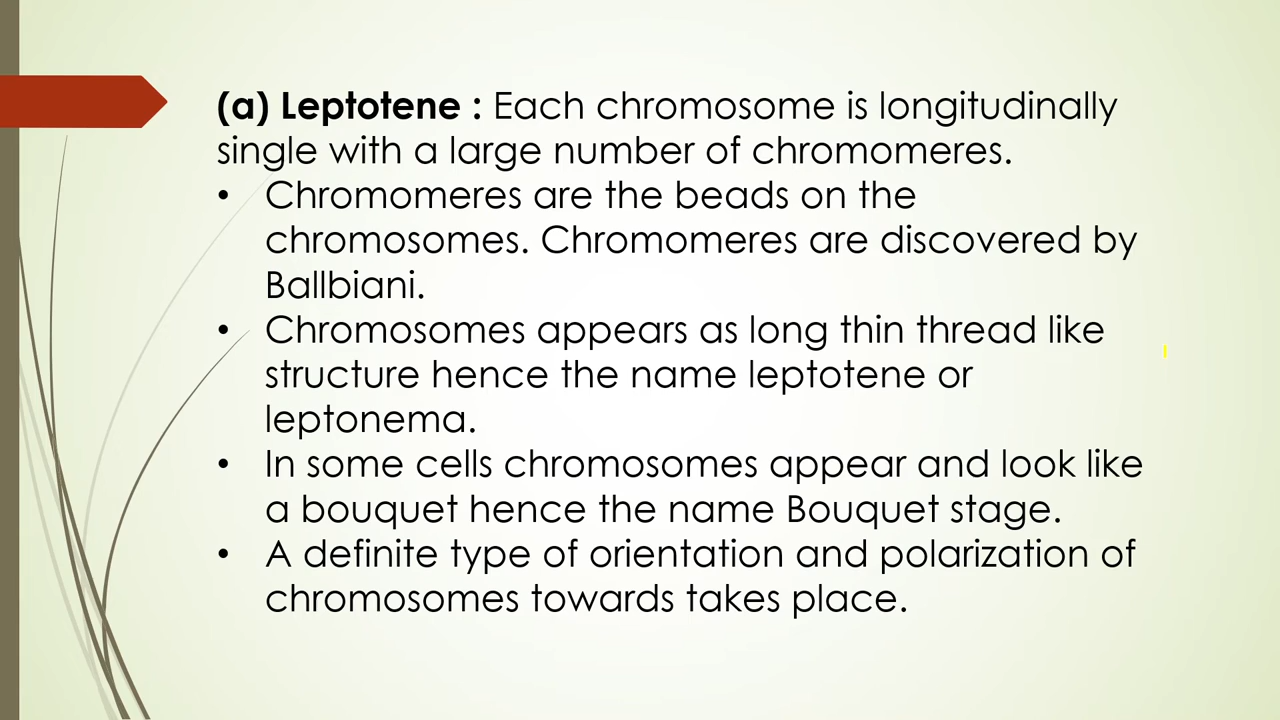 (a) Leptotene : Each chromosome is longitudinally
single with a large number of chromomeres.
• Chromomeres are the beads on the
chromosomes. Chromomeres are discovered by
Ballbiani.
• Chromosomes appears as long thin thread like
structure hence the name leptotene or
leptonema.
• In some cells chromosomes appear and look like
a bouquet hence the name Bouquet stage.
• A definite type of orientation and polarization of
chromosomes towards takes place.